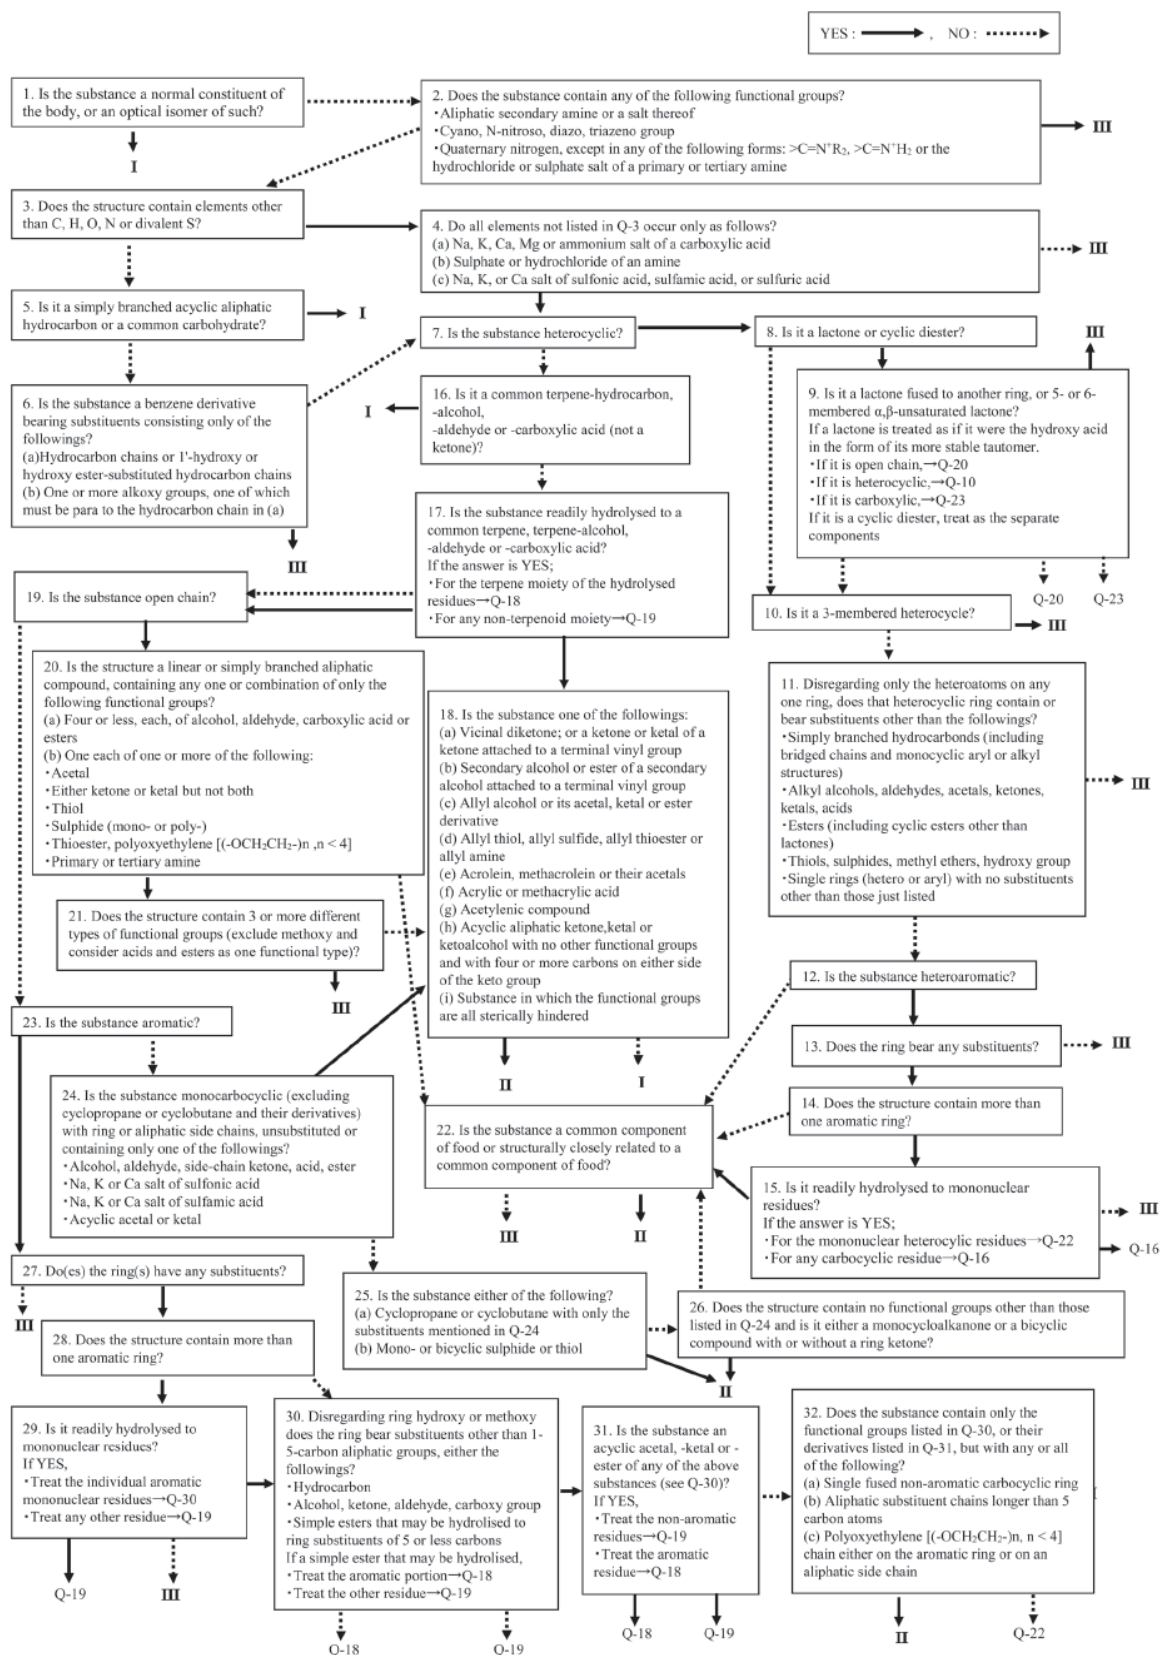 YES : , NO :
1. Is the substance a normal constituent of
the body, or an optical isomer of such?
I
2. Does the substance contain any of the following functional groups?
・Aliphatic secondary amine or a salt thereof
・Cyano, N-nitroso, diazo, triazeno group
・Quaternary nitrogen, except in any of the following forms: >C=N⁺R₂, >C=N⁺H₂ or the
hydrochloride or sulphate salt of a primary or tertiary amine
III
3. Does the structure contain elements other
than C, H, O, N or divalent S?
4. Do all elements not listed in Q-3 occur only as follows?
(a) Na, K, Ca, Mg or ammonium salt of a carboxylic acid
(b) Sulphate or hydrochloride of an amine
(c) Na, K, or Ca salt of sulfonic acid, sulfamic acid, or sulfuric acid
III
5. Is it a simply branched acyclic aliphatic
hydrocarbon or a common carbohydrate?
I
7. Is the substance heterocyclic?
8. Is it a lactone or cyclic diester?
III
6. Is the substance a benzene derivative
bearing substituents consisting only of the
followings?
(a)Hydrocarbon chains or 1'-hydroxy or
hydroxy ester-substituted hydrocarbon chains
(b) One or more alkoxy groups, one of which
must be para to the hydrocarbon chain in (a)
III
16. Is it a common terpene-hydrocarbon,
-alcohol,
-aldehyde or -carboxylic acid (not a
ketone)?
I
9. Is it a lactone fused to another ring, or 5- or 6-
membered α,β-unsaturated lactone?
If a lactone is treated as if it were the hydroxy acid
in the form of its more stable tautomer.
・If it is open chain,→Q-20
・If it is heterocyclic,→Q-10
・If it is carboxylic,→Q-23
If it is a cyclic diester, treat as the separate
components
Q-20
Q-23
17. Is the substance readily hydrolysed to a
common terpene, terpene-alcohol,
-aldehyde or -carboxylic acid?
If the answer is YES;
・For the terpene moiety of the hydrolysed
residues→Q-18
・For any non-terpenoid moiety→Q-19
19. Is the substance open chain?
10. Is it a 3-membered heterocycle?
III
20. Is the structure a linear or simply branched aliphatic
compound, containing any one or combination of only the
following functional groups?
(a) Four or less, each, of alcohol, aldehyde, carboxylic acid or
esters
(b) One each of one or more of the following:
・Acetal
・Either ketone or ketal but not both
・Thiol
・Sulphide (mono- or poly-)
・Thioester, polyoxyethylene [(-OCH₂CH₂-)n ,n < 4]
・Primary or tertiary amine
18. Is the substance one of the followings:
(a) Vicinal diketone; or a ketone or ketal of a
ketone attached to a terminal vinyl group
(b) Secondary alcohol or ester of a secondary
alcohol attached to a terminal vinyl group
(c) Allyl alcohol or its acetal, ketal or ester
derivative
(d) Allyl thiol, allyl sulfide, allyl thioester or
allyl amine
(e) Acrolein, methacrolein or their acetals
(f) Acrylic or methacrylic acid
(g) Acetylenic compound
(h) Acyclic aliphatic ketone,ketal or
ketoalcohol with no other functional groups
and with four or more carbons on either side
of the keto group
(i) Substance in which the functional groups
are all sterically hindered
II
I
11. Disregarding only the heteroatoms on any
one ring, does that heterocyclic ring contain or
bear substituents other than the followings?
・Simply branched hydrocarbonds (including
bridged chains and monocyclic aryl or alkyl
structures)
・Alkyl alcohols, aldehydes, acetals, ketones,
ketals, acids
・Esters (including cyclic esters other than
lactones)
・Thiols, sulphides, methyl ethers, hydroxy group
・Single rings (hetero or aryl) with no substituents
other than those just listed
III
21. Does the structure contain 3 or more different
types of functional groups (exclude methoxy and
consider acids and esters as one functional type)?
III
12. Is the substance heteroaromatic?
23. Is the substance aromatic?
13. Does the ring bear any substituents?
III
24. Is the substance monocarbocyclic (excluding
cyclopropane or cyclobutane and their derivatives)
with ring or aliphatic side chains, unsubstituted or
containing only one of the followings?
・Alcohol, aldehyde, side-chain ketone, acid, ester
・Na, K or Ca salt of sulfonic acid
・Na, K or Ca salt of sulfamic acid
・Acyclic acetal or ketal
22. Is the substance a common component
of food or structurally closely related to a
common component of food?
III
II
14. Does the structure contain more than
one aromatic ring?
15. Is it readily hydrolysed to mononuclear
residues?
If the answer is YES;
・For the mononuclear heterocyclic residues→Q-22
・For any carbocyclic residue→Q-16
III
Q-16
27. Do(es) the ring(s) have any substituents?
III
25. Is the substance either of the following?
(a) Cyclopropane or cyclobutane with only the
substituents mentioned in Q-24
(b) Mono- or bicyclic sulphide or thiol
26. Does the structure contain no functional groups other than those
listed in Q-24 and is it either a monocycloalkanone or a bicyclic
compound with or without a ring ketone?
II
28. Does the structure contain more than
one aromatic ring?
29. Is it readily hydrolysed to
mononuclear residues?
If YES,
・Treat the individual aromatic
mononuclear residues→Q-30
・Treat any other residue→Q-19
Q-19
III
30. Disregarding ring hydroxy or methoxy
does the ring bear substituents other than 1-
5-carbon aliphatic groups, either the
followings?
・Hydrocarbon
・Alcohol, ketone, aldehyde, carboxy group
・Simple esters that may be hydrolised to
ring substituents of 5 or less carbons
If a simple ester that may be hydrolised,
・Treat the aromatic portion→Q-18
・Treat the other residue→Q-19
Q-18
Q-19
31. Is the substance an
acyclic acetal, -ketal or -
ester of any of the above
substances (see Q-30)?
If YES,
・Treat the non-aromatic
residues→Q-19
・Treat the aromatic
residue→Q-18
Q-18
Q-19
32. Does the substance contain only the
functional groups listed in Q-30, or their
derivatives listed in Q-31, but with any or all
of the following?
(a) Single fused non-aromatic carbocyclic ring
(b) Aliphatic substituent chains longer than 5
carbon atoms
(c) Polyoxyethylene [(-OCH₂CH₂-)n, n < 4]
chain either on the aromatic ring or on an
aliphatic side chain
II
Q-22